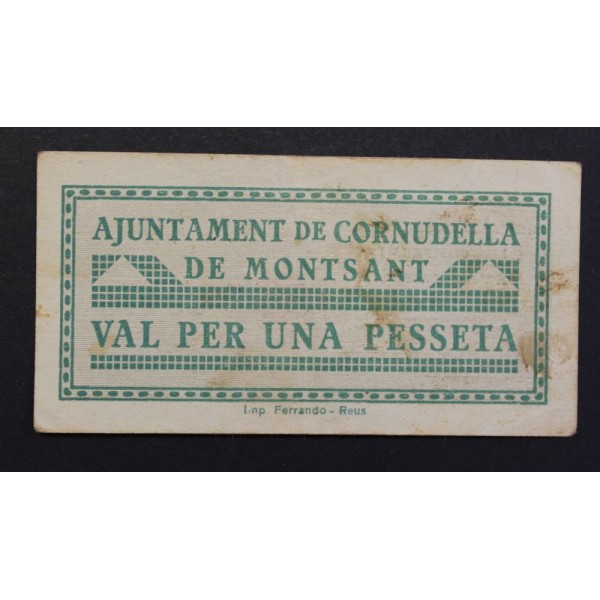 AJUNTAMENT DE CORNUDELLA
DE MONTSANT
VAL PER UNA PESSETA
Imp. Ferrando - Reus